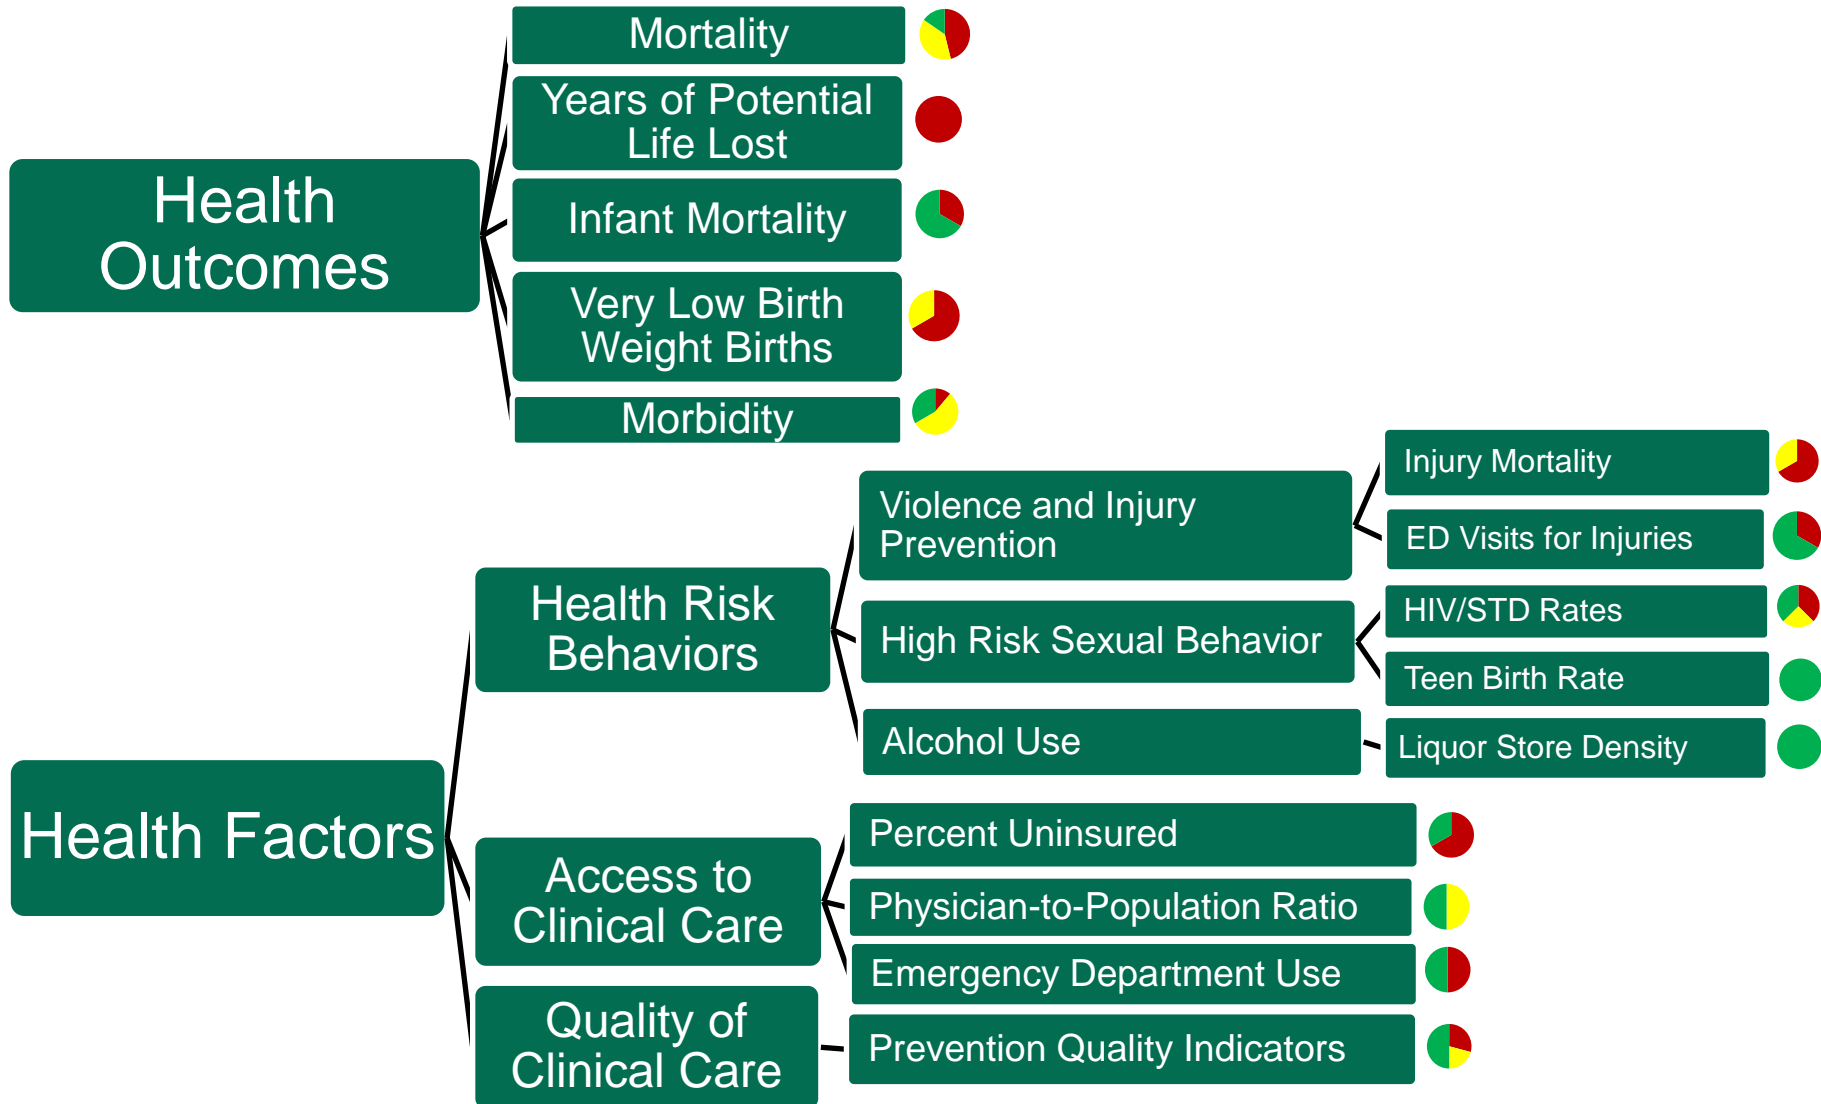 Health
Outcomes
Mortality
Years of Potential
Life Lost
Infant Mortality
Very Low Birth
Weight Births
Morbidity
Health Factors
Health Risk
Behaviors
Violence and Injury
Prevention
Injury Mortality
ED Visits for Injuries
High Risk Sexual Behavior
HIV/STD Rates
Teen Birth Rate
Alcohol Use
Liquor Store Density
Access to
Clinical Care
Percent Uninsured
Physician-to-Population Ratio
Emergency Department Use
Quality of
Clinical Care
Prevention Quality Indicators